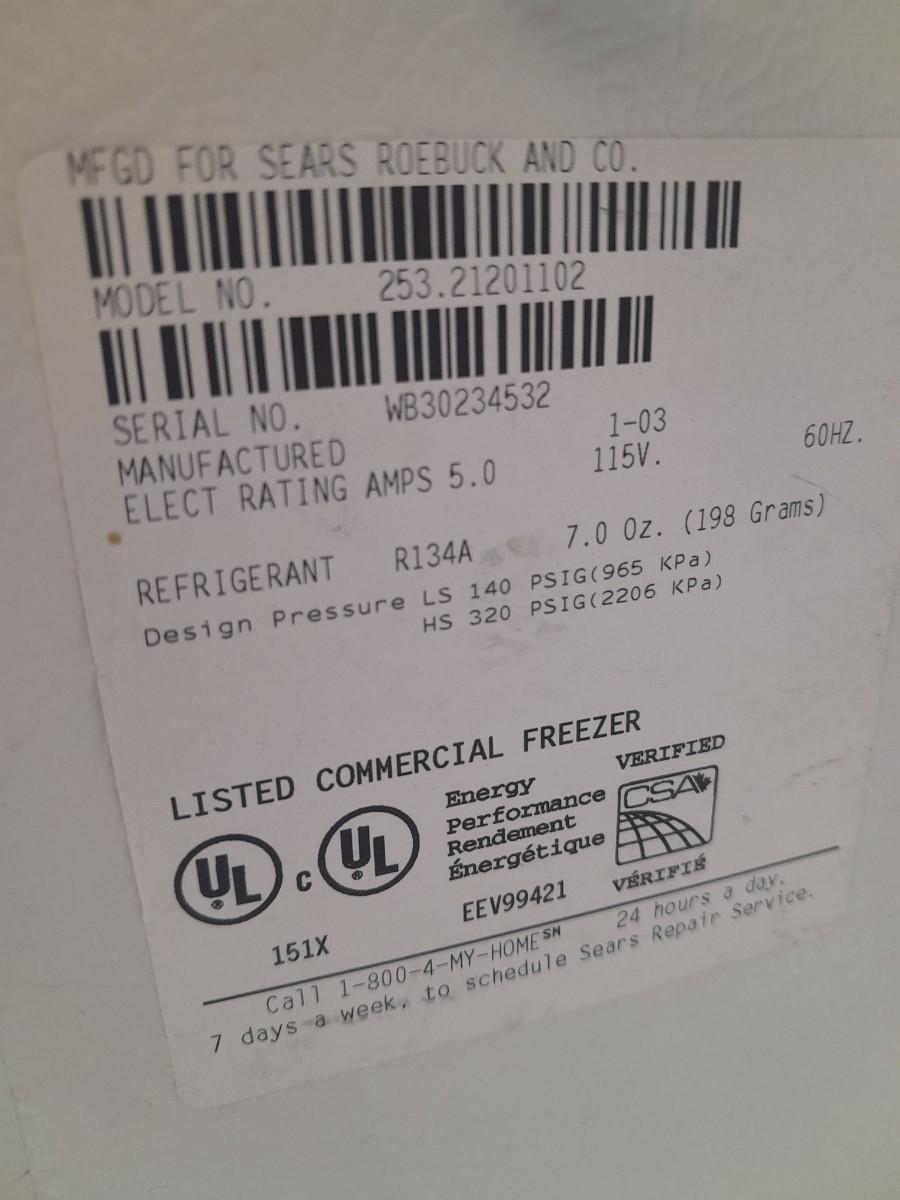 MFGD FOR SEARS ROEBUCK AND CO.
MODEL NO. 253.21201102
SERIAL NO. WB30234532
MANUFACTURED 1-03
ELECT RATING AMPS 5.0 115V. 60HZ.
REFRIGERANT R134A 7.0 Oz. (198 Grams)
Design Pressure LS 140 PSIG(965 KPa)
HS 320 PSIG(2206 KPa)
LISTED COMMERCIAL FREEZER
UL ® c UL ®
151X
Energy
Performance
Rendement
Énergétique
EEV99421
VERIFIED
CSA
VÉRIFIÉ
Call 1-800-4-MY-HOME℠ 24 hours a day,
7 days a week, to schedule Sears Repair Service.